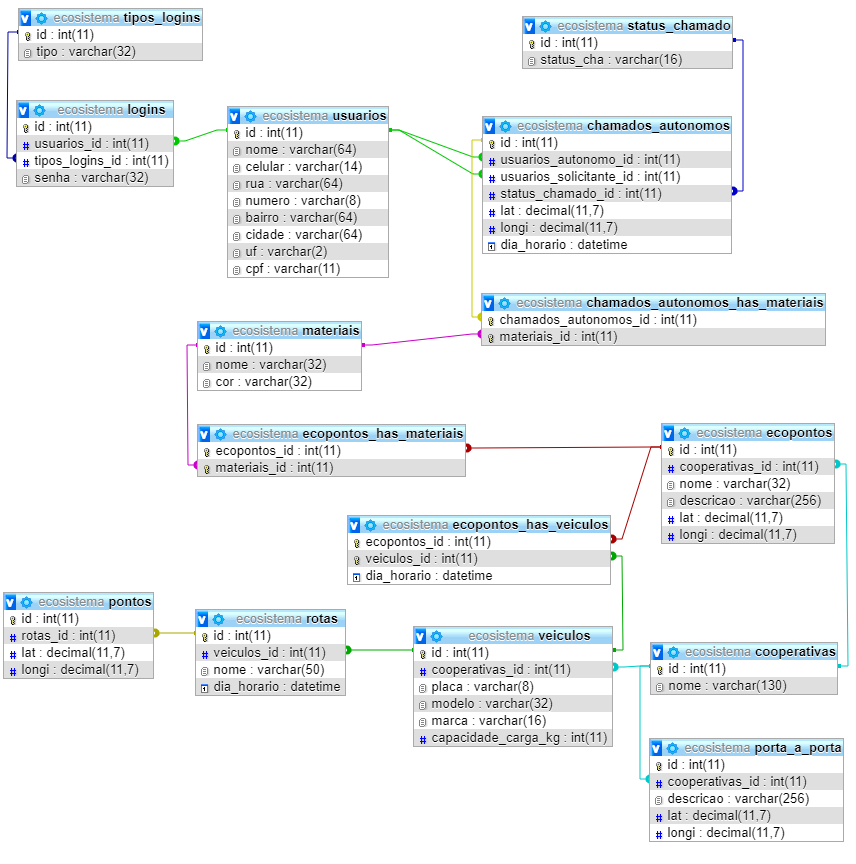 ecosistema tipos_logins
id : int(11)
tipo : varchar(32)
ecosistema status_chamado
id : int(11)
status_cha : varchar(16)
ecosistema logins
id : int(11)
usuarios_id : int(11)
tipos_logins_id : int(11)
senha : varchar(32)
ecosistema usuarios
id : int(11)
nome : varchar(64)
celular : varchar(14)
rua : varchar(64)
numero : varchar(8)
bairro : varchar(64)
cidade : varchar(64)
uf : varchar(2)
cpf : varchar(11)
ecosistema chamados_autonomos
id : int(11)
usuarios_autonomo_id : int(11)
usuarios_solicitante_id : int(11)
status_chamado_id : int(11)
lat : decimal(11,7)
longi : decimal(11,7)
dia_horario : datetime
ecosistema chamados_autonomos_has_materiais
chamados_autonomos_id : int(11)
materiais_id : int(11)
ecosistema materiais
id : int(11)
nome : varchar(32)
cor : varchar(32)
ecosistema ecopontos_has_materiais
ecopontos_id : int(11)
materiais_id : int(11)
ecosistema ecopontos
id : int(11)
cooperativas_id : int(11)
nome : varchar(32)
descricao : varchar(256)
lat : decimal(11,7)
longi : decimal(11,7)
ecosistema ecopontos_has_veiculos
ecopontos_id : int(11)
veiculos_id : int(11)
dia_horario : datetime
ecosistema pontos
id : int(11)
rotas_id : int(11)
lat : decimal(11,7)
longi : decimal(11,7)
ecosistema rotas
id : int(11)
veiculos_id : int(11)
nome : varchar(50)
dia_horario : datetime
ecosistema veiculos
id : int(11)
cooperativas_id : int(11)
placa : varchar(8)
modelo : varchar(32)
marca : varchar(16)
capacidade_carga_kg : int(11)
ecosistema cooperativas
id : int(11)
nome : varchar(130)
ecosistema porta_a_porta
id : int(11)
cooperativas_id : int(11)
descricao : varchar(256)
lat : decimal(11,7)
longi : decimal(11,7)